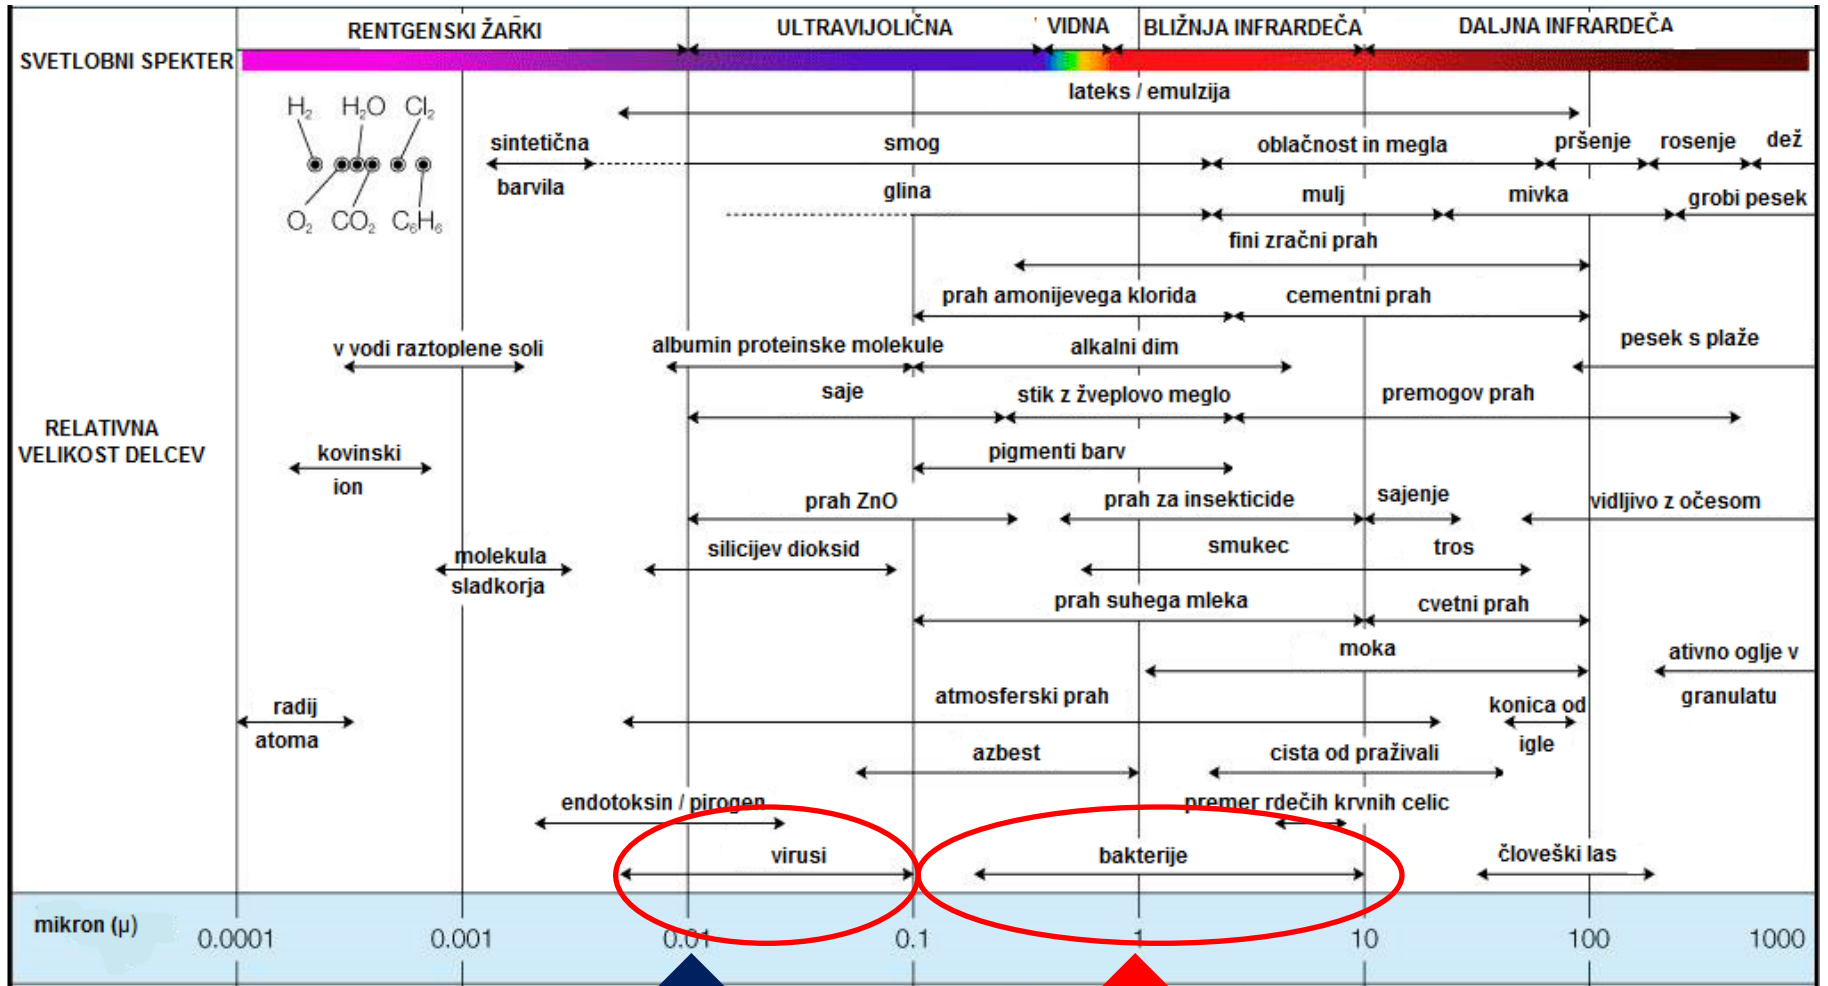 RENTGENSKI ŽARKI
ULTRAVIJOLIČNA
VIDNA
BLIŽNJA INFRARDEČA
DALJNA INFRARDEČA
SVETLOBNI SPEKTER
lateks / emulzija
H₂ H₂O Cl₂
O₂ CO₂ C₆H₆
sintetična
barvila
smog
oblačnost in megla
pršenje
rosenje
dež
glina
mulj
mivka
grobi pesek
fini zračni prah
prah amonijevega klorida
cementni prah
v vodi raztoplene soli
albumin proteinske molekule
alkalni dim
pesek s plaže
saje
stik z žveplovo meglo
premogov prah
RELATIVNA
VELIKOST DELCEV
kovinski
ion
pigmenti barv
prah ZnO
prah za insekticide
sajenje
vidljivo z očesom
molekula
sladkorja
silicijev dioksid
smukec
tros
prah suhega mleka
cvetni prah
moka
ativno oglje v
granulatu
radij
atoma
atmosferski prah
konica od
igle
azbest
cista od praživali
endotoksin / pirogen
premer rdečih krvnih celic
virusi
bakterije
človeški las
mikron (μ)
0.0001 0.001 0.01 0.1 1 10 100 1000